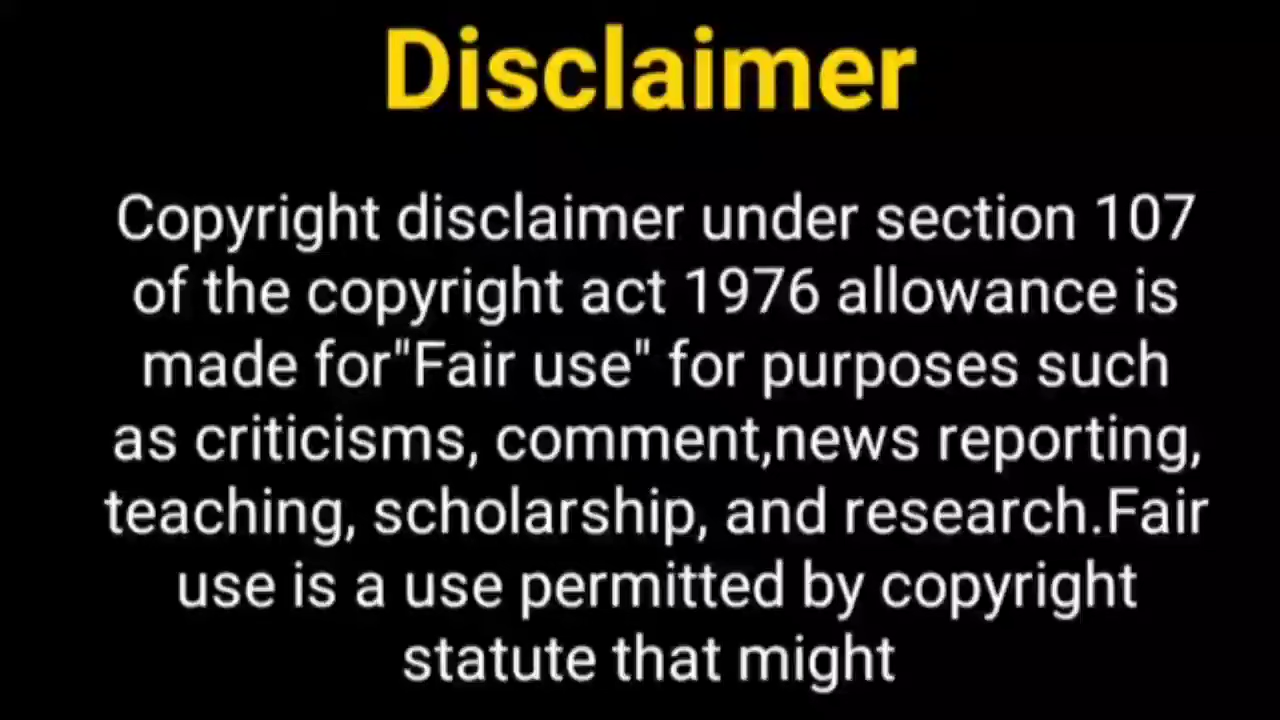 Disclaimer
Copyright disclaimer under section 107
of the copyright act 1976 allowance is
made for"Fair use" for purposes such
as criticisms, comment,news reporting,
teaching, scholarship, and research.Fair
use is a use permitted by copyright
statute that might